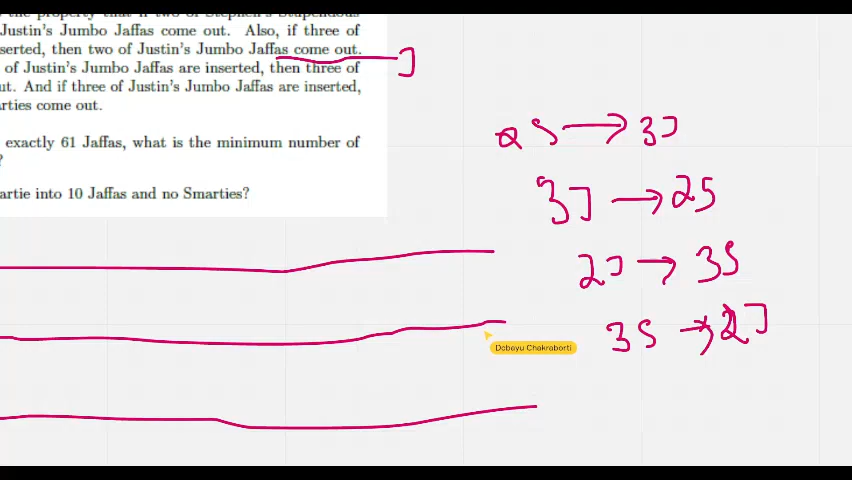 the property that if two of Stephen's Stupendous
Justin's Jumbo Jaffas come out. Also, if three of
nserted, then two of Justin's Jumbo Jaffas come out.
J
of Justin's Jumbo Jaffas are inserted, then three of
ut. And if three of Justin's Jumbo Jaffas are inserted,
arties come out.
exactly 61 Jaffas, what is the minimum number of
?
artie into 10 Jaffas and no Smarties?
2S → 3J
3J → 2S
2J → 3S
3S → 2J
Debayu Chakraborti